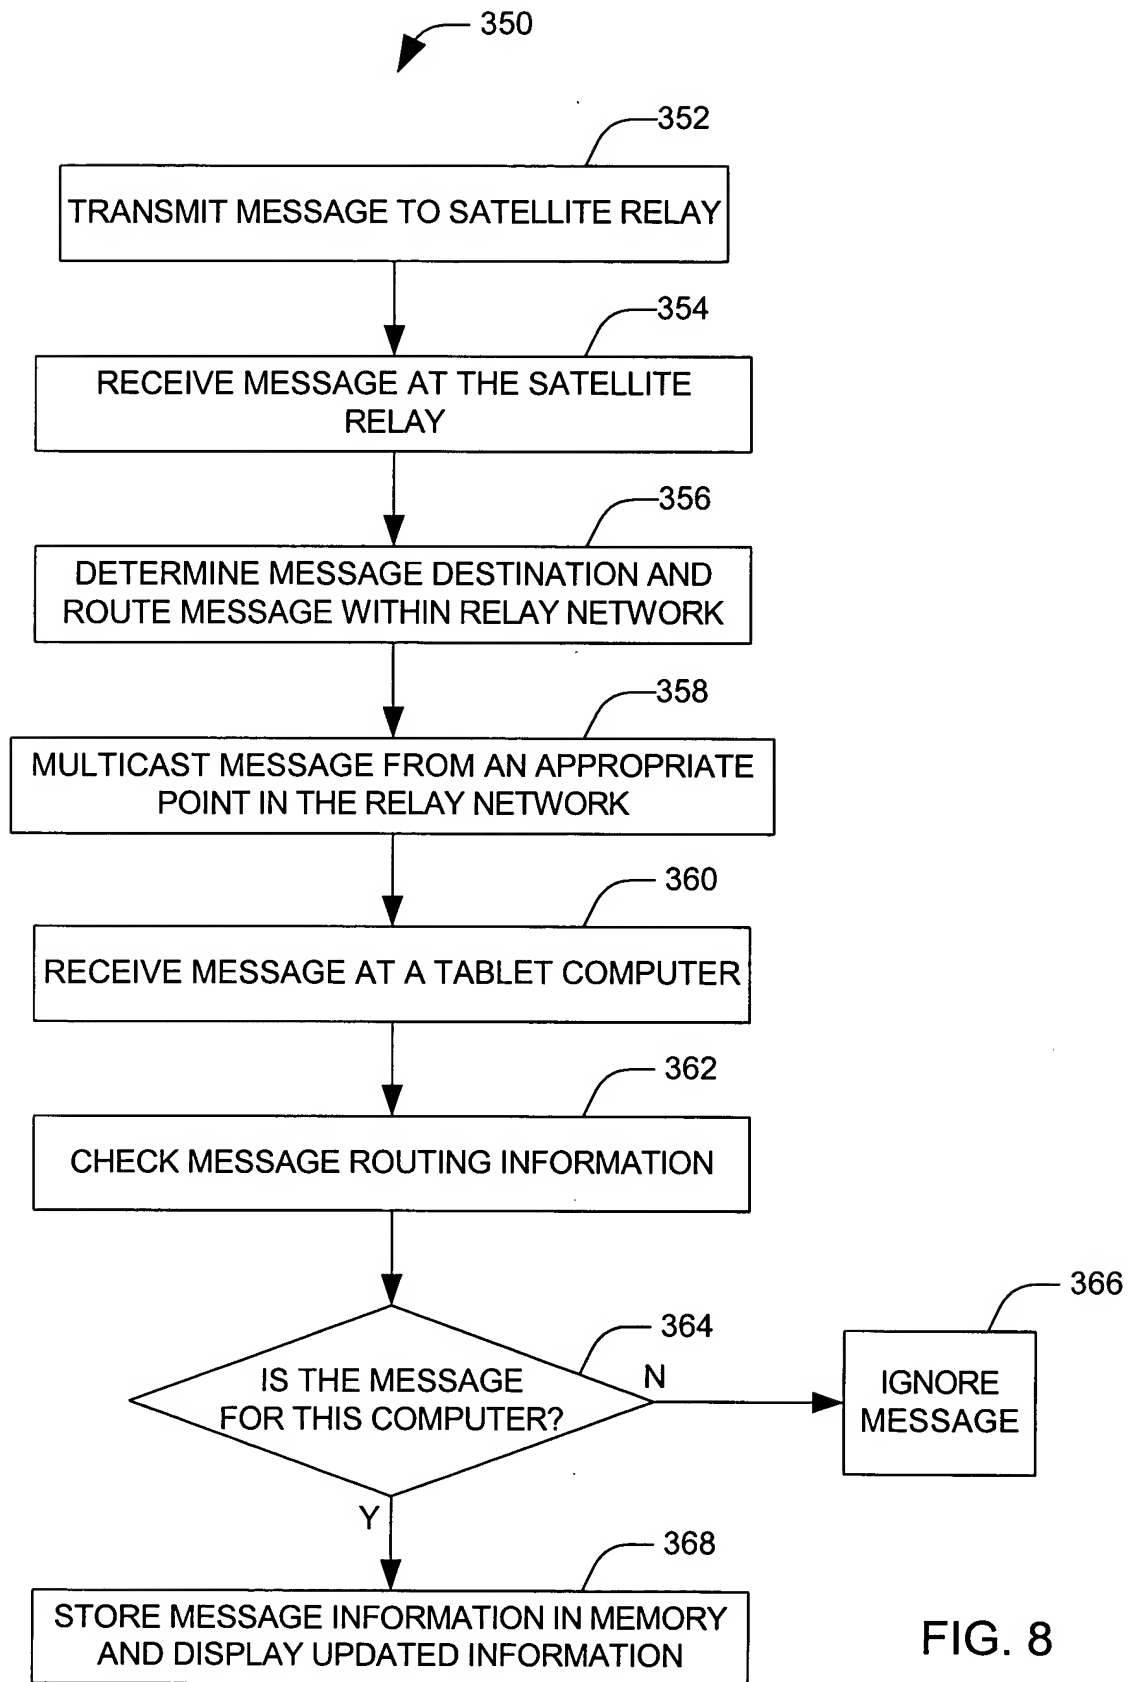 350
352
TRANSMIT MESSAGE TO SATELLITE RELAY
354
RECEIVE MESSAGE AT THE SATELLITE
RELAY
356
DETERMINE MESSAGE DESTINATION AND
ROUTE MESSAGE WITHIN RELAY NETWORK
358
MULTICAST MESSAGE FROM AN APPROPRIATE
POINT IN THE RELAY NETWORK
360
RECEIVE MESSAGE AT A TABLET COMPUTER
362
CHECK MESSAGE ROUTING INFORMATION
364
IS THE MESSAGE
FOR THIS COMPUTER?
N
366
IGNORE
MESSAGE
Y
368
STORE MESSAGE INFORMATION IN MEMORY
AND DISPLAY UPDATED INFORMATION
FIG. 8